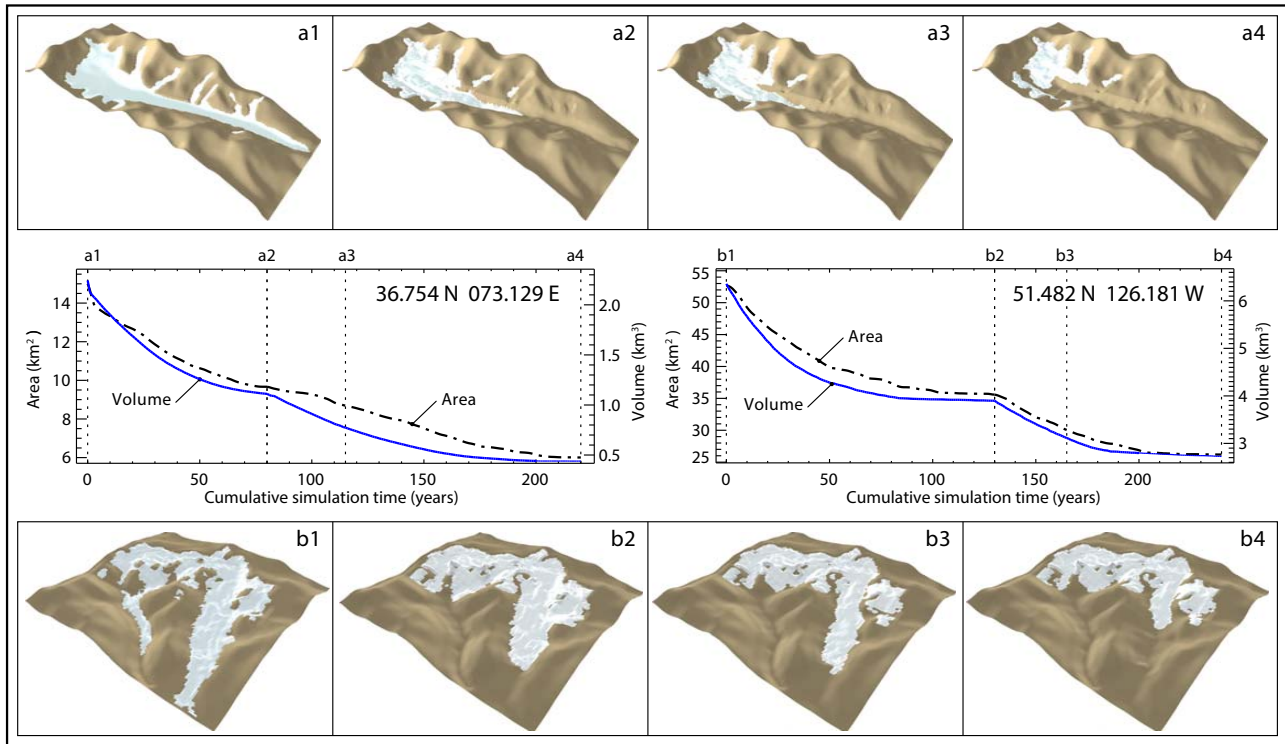 a1
a2
a3
a4
a1 a2 a3 a4
14
12
10
8
6
Area (km²)
36.754 N 073.129 E
Volume
Area
2.0
1.5
1.0
0.5
Volume (km³)
0 50 100 150 200
Cumulative simulation time (years)
b1 b2 b3 b4
55
50
45
40
35
30
25
Area (km²)
51.482 N 126.181 W
Area
Volume
6
5
4
3
Volume (km³)
0 50 100 150 200
Cumulative simulation time (years)
b1
b2
b3
b4